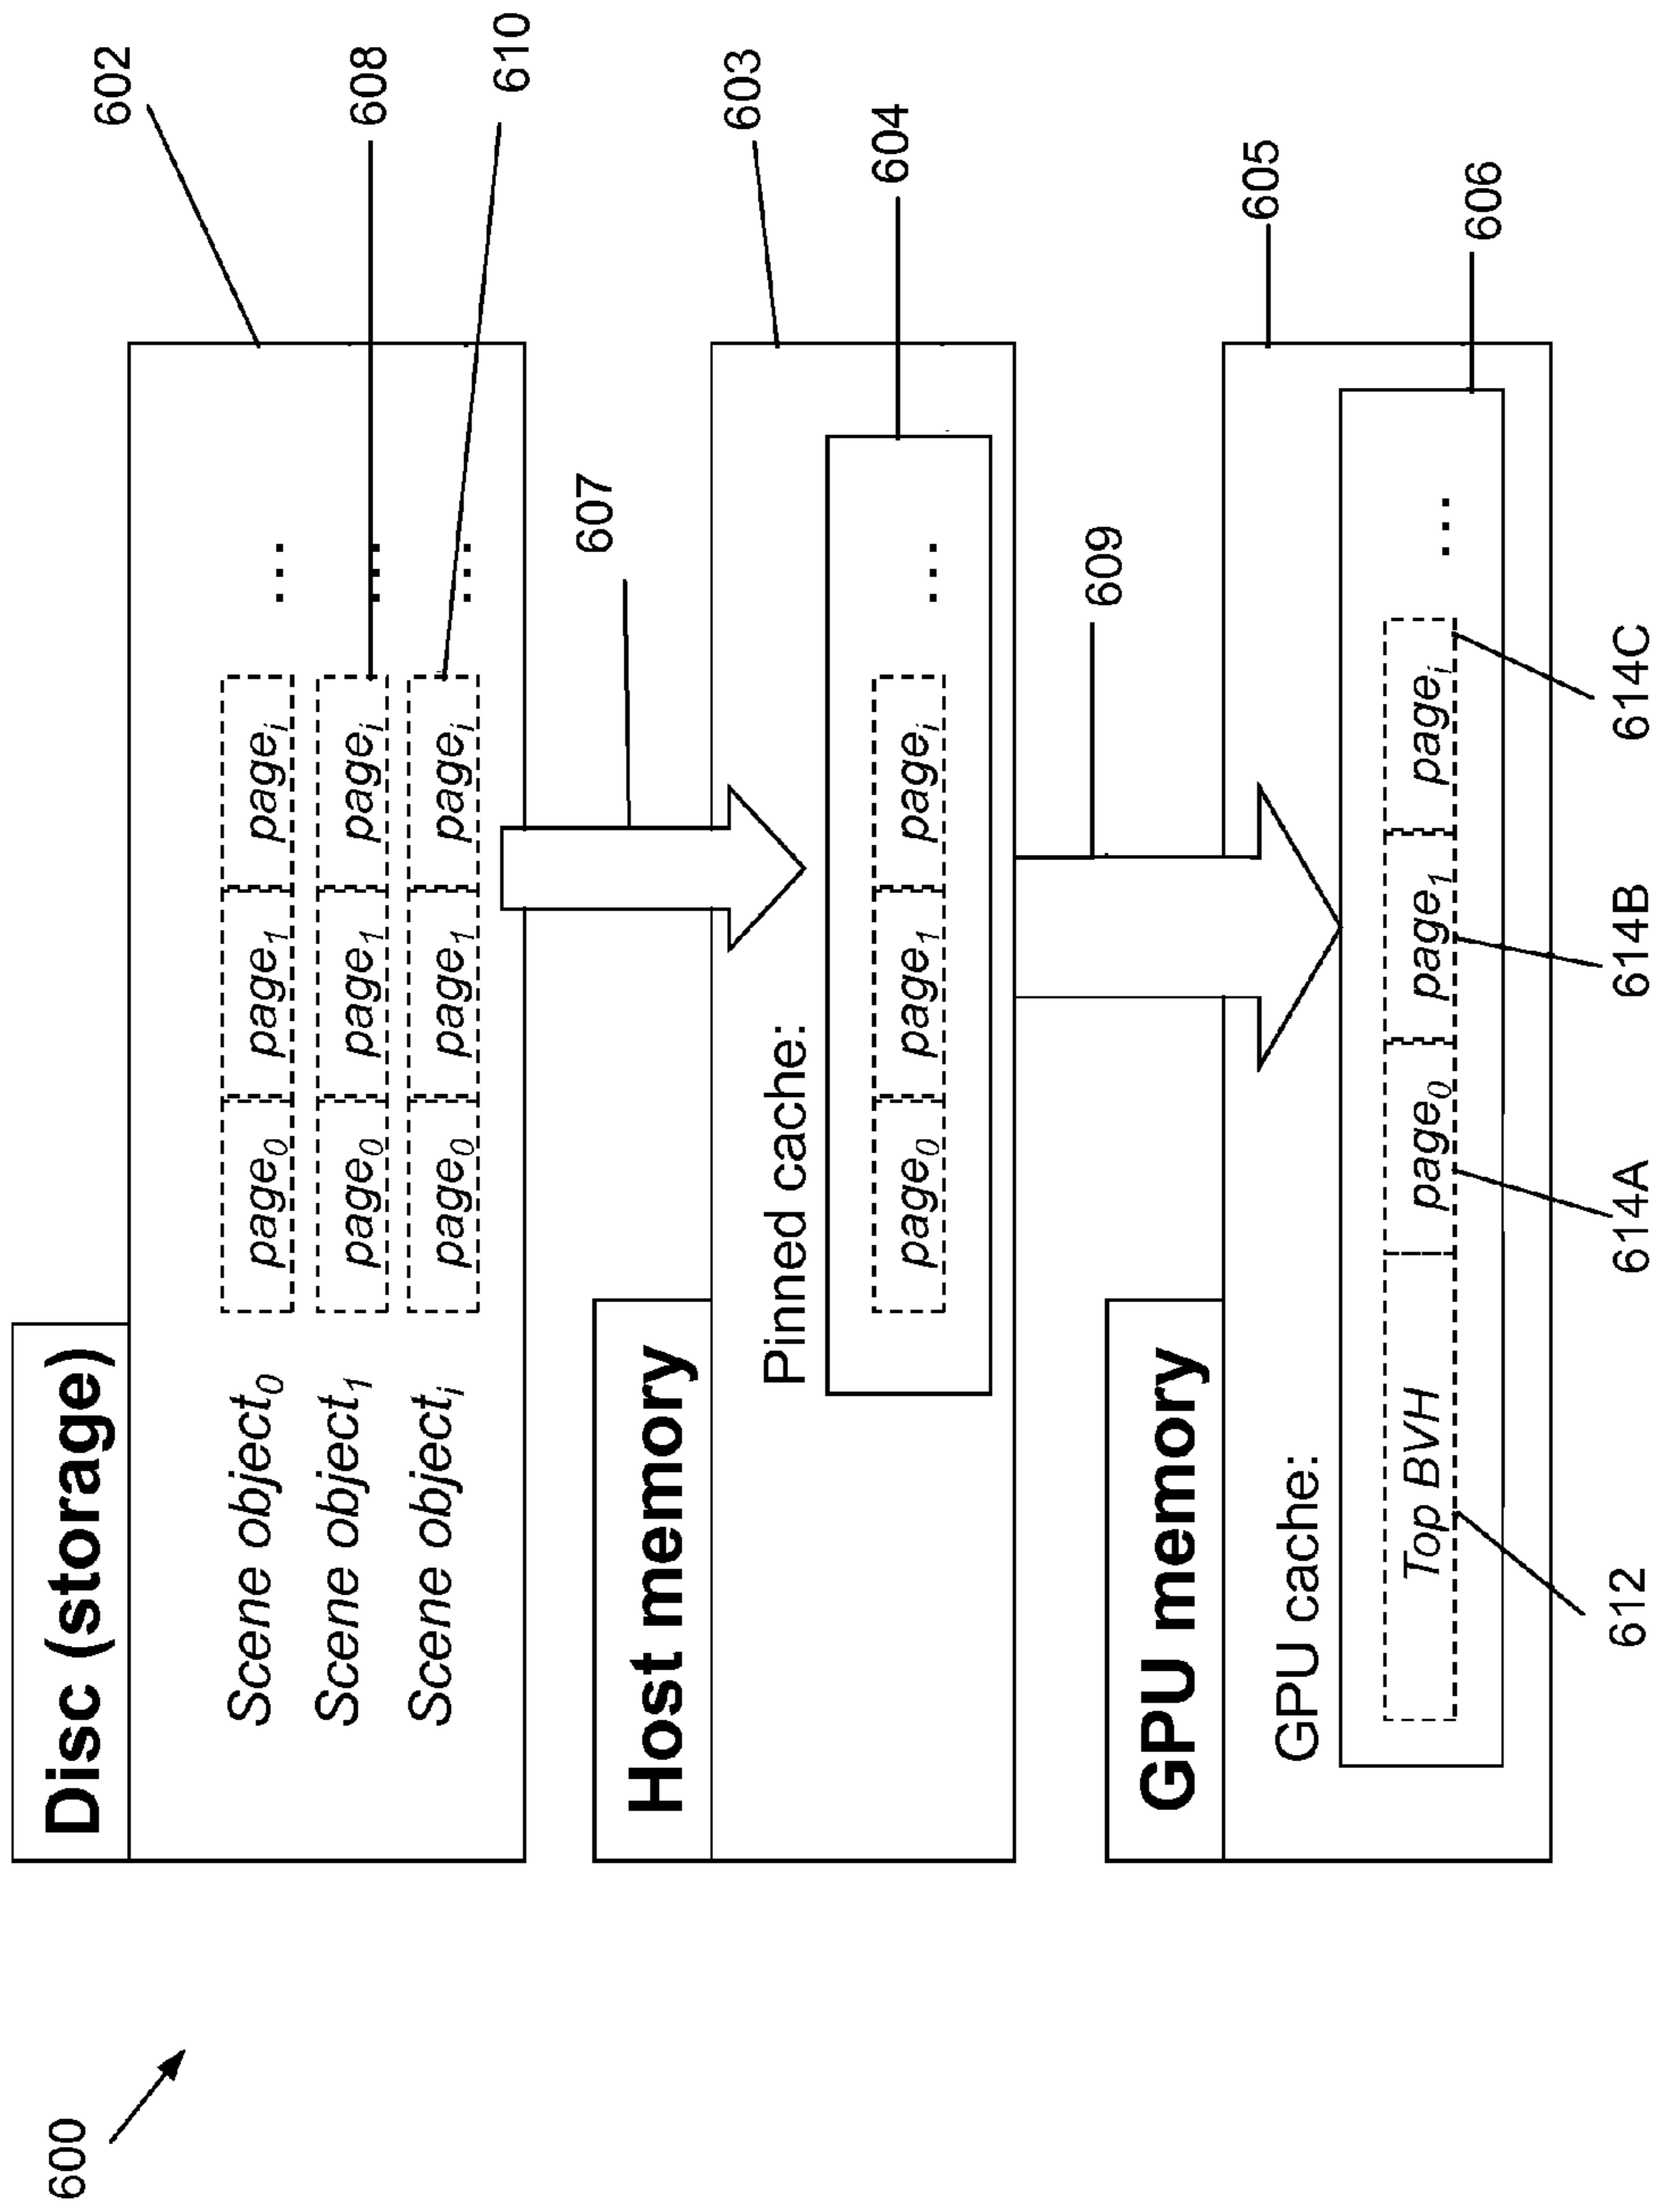 600
Disc (storage)
602
Scene object0 page0 page1 pagei ...
Scene object1 page0 page1 pagei ...
608
Scene objecti page0 page1 pagei ...
610
607
Host memory
603
Pinned cache:
page0 page1 pagei ...
604
609
GPU memory
605
GPU cache:
Top BVH page0 page1 pagei ...
606
612
614A
614B
614C